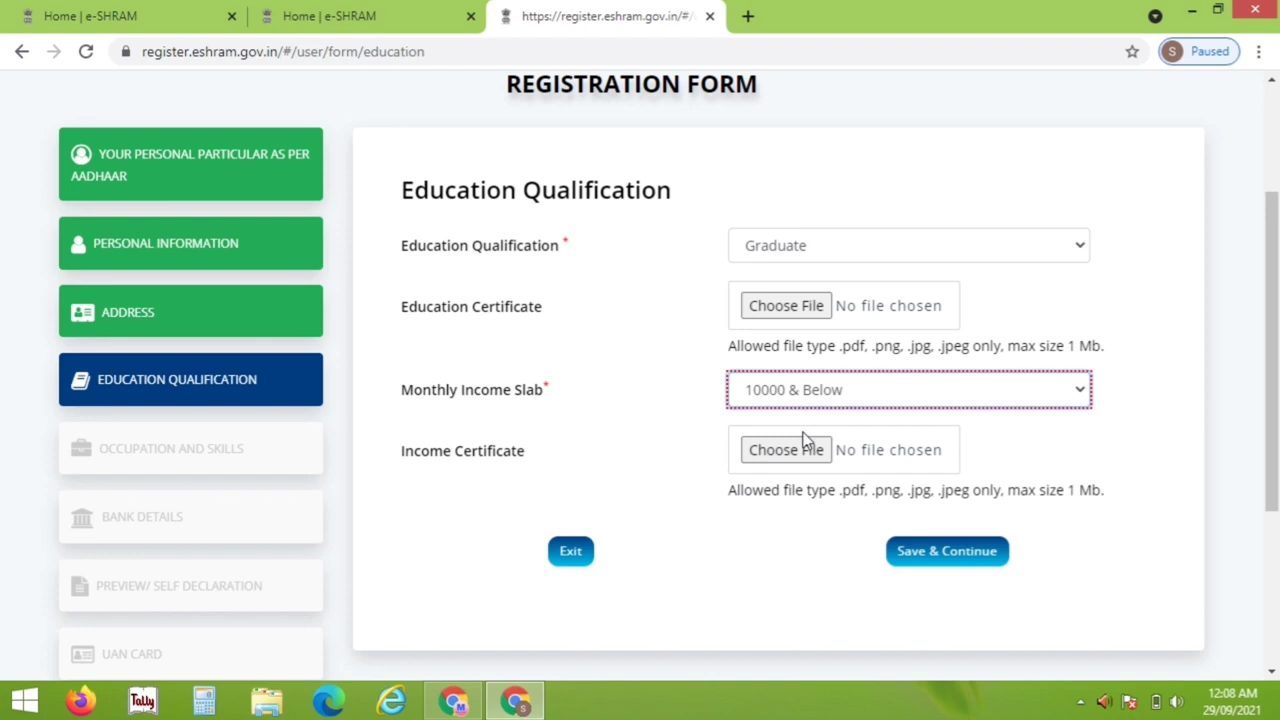 Home | e-SHRAM
Home | e-SHRAM
https://register.eshram.gov.in/#/
register.eshram.gov.in/#/user/form/education
S Paused
REGISTRATION FORM
YOUR PERSONAL PARTICULAR AS PER
AADHAAR
PERSONAL INFORMATION
ADDRESS
EDUCATION QUALIFICATION
OCCUPATION AND SKILLS
BANK DETAILS
PREVIEW/ SELF DECLARATION
UAN CARD
Education Qualification
Education Qualification *
Graduate
Education Certificate
Choose File No file chosen
Allowed file type .pdf, .png, .jpg, .jpeg only, max size 1 Mb.
Monthly Income Slab*
10000 & Below
Income Certificate
Choose File No file chosen
Allowed file type .pdf, .png, .jpg, .jpeg only, max size 1 Mb.
Exit
Save & Continue
Tally
M
S
12:08 AM
29/09/2021